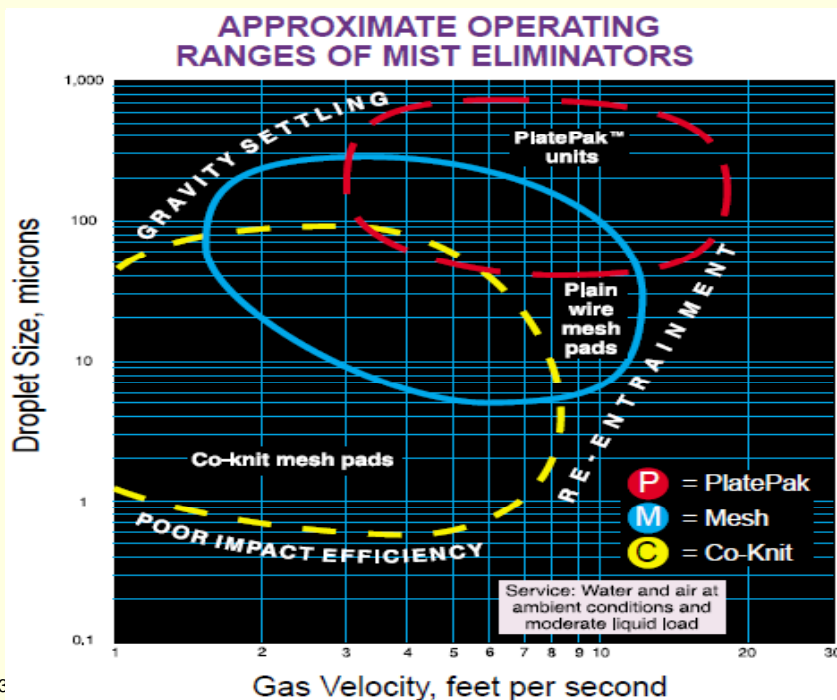 APPROXIMATE OPERATING
RANGES OF MIST ELIMINATORS
1,000
100
10
1
0.1
Droplet Size, microns
GRAVITY SETTLING
PlatePak™
units
Plain
wire
mesh
pads
RE-ENTRAINMENT
Co-knit mesh pads
POOR IMPACT EFFICIENCY
P = PlatePak
M = Mesh
C = Co-Knit
Service: Water and air at
ambient conditions and
moderate liquid load
1 2 3 4 5 6 7 8 9 10 20 30
Gas Velocity, feet per second